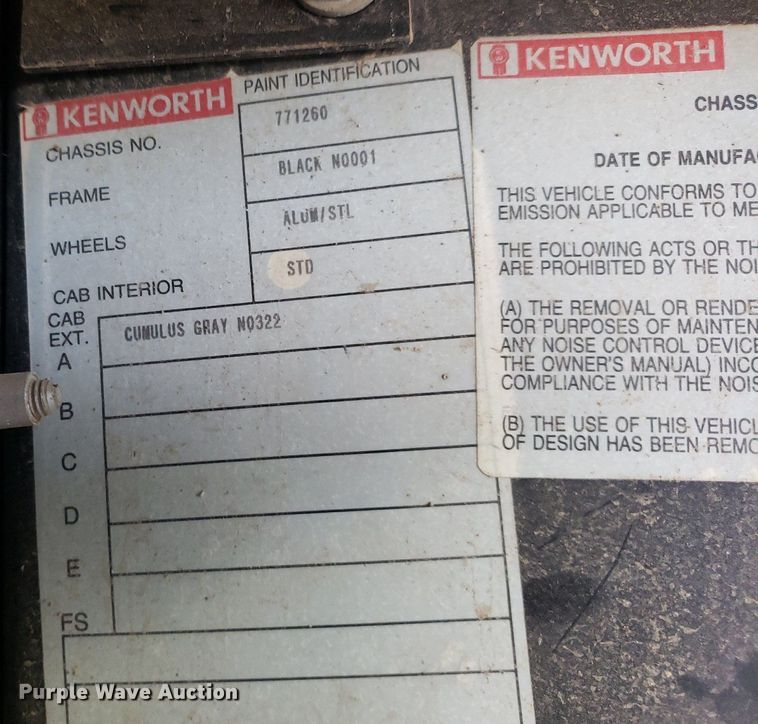 KENWORTH
PAINT IDENTIFICATION
CHASSIS NO. 771260
FRAME BLACK N0001
WHEELS ALUM/STL
CAB INTERIOR STD
CAB
EXT. CUMULUS GRAY N0322
A
B
C
D
E
FS
KENWORTH
CHASS
DATE OF MANUFA
THIS VEHICLE CONFORMS TO
EMISSION APPLICABLE TO ME
THE FOLLOWING ACTS OR TH
ARE PROHIBITED BY THE NOI
(A) THE REMOVAL OR RENDE
FOR PURPOSES OF MAINTEN
ANY NOISE CONTROL DEVICE
THE OWNER'S MANUAL) INCO
COMPLIANCE WITH THE NOIS
(B) THE USE OF THIS VEHICL
OF DESIGN HAS BEEN REMO
Purple Wave Auction